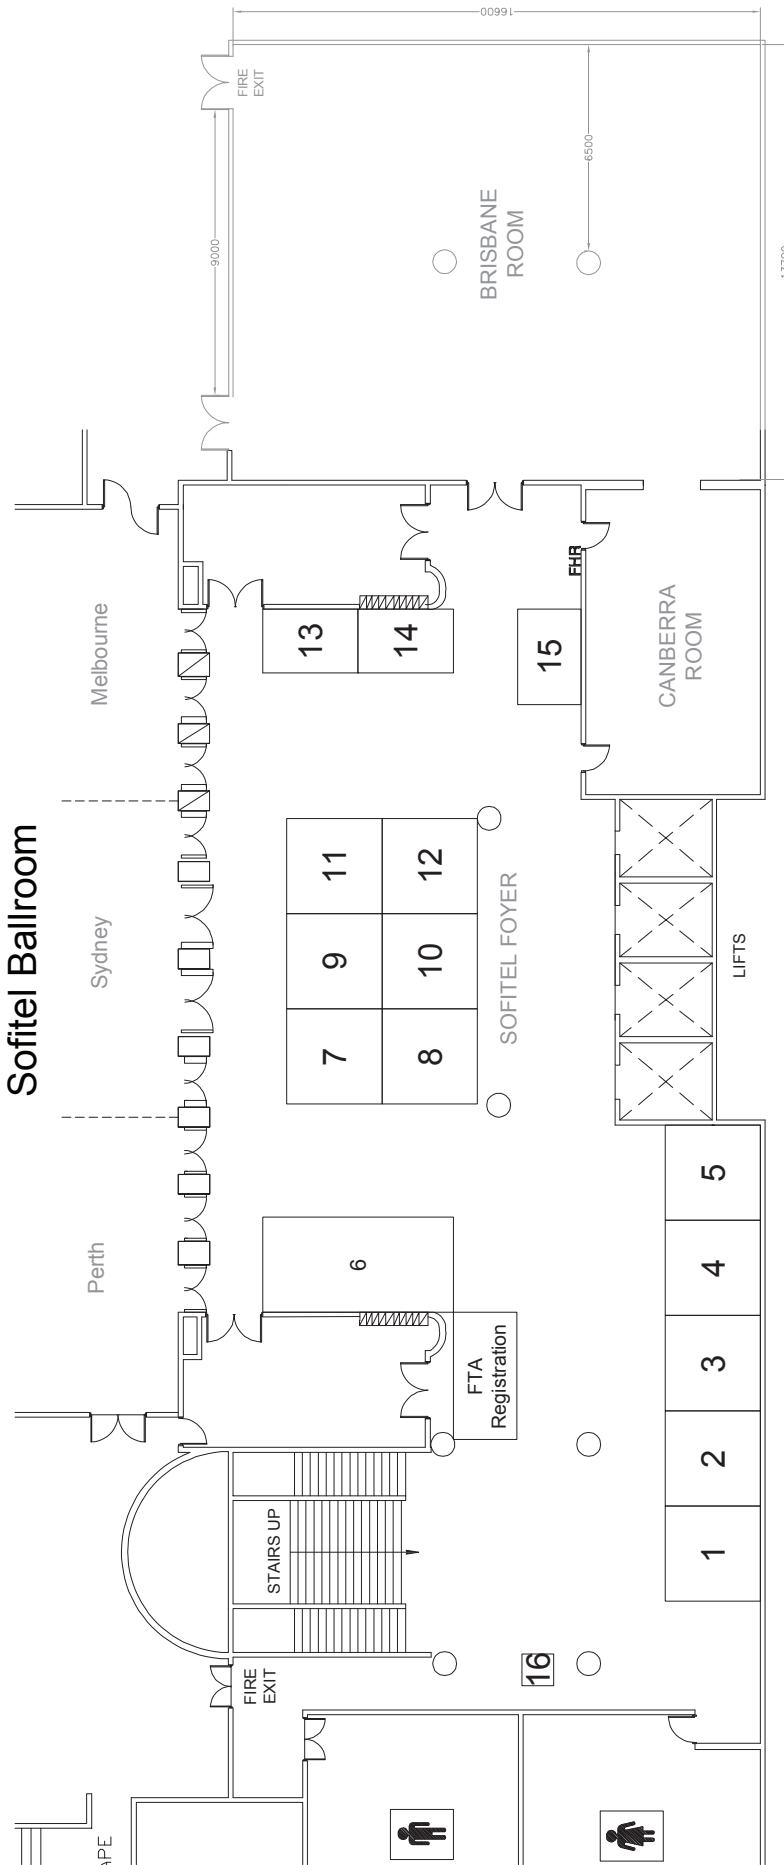 Sofitel Ballroom
Perth
Sydney
Melbourne
16600
FIRE
EXIT
9000
6500
BRISBANE
ROOM
FHR
CANBERRA
ROOM
13
14
15
11
12
9
10
7
8
SOFITEL FOYER
LIFTS
6
5
4
3
2
1
FTA
Registration
STAIRS UP
FIRE
EXIT
16